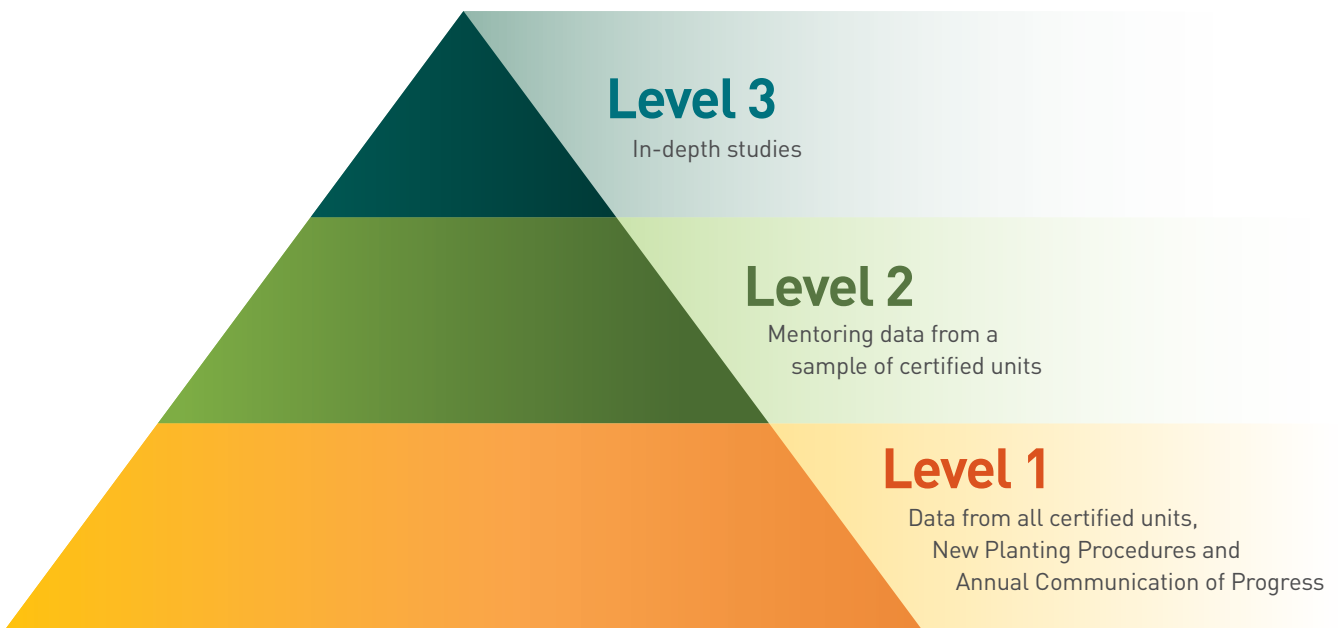 Level 3
In-depth studies
Level 2
Mentoring data from a
sample of certified units
Level 1
Data from all certified units,
New Planting Procedures and
Annual Communication of Progress